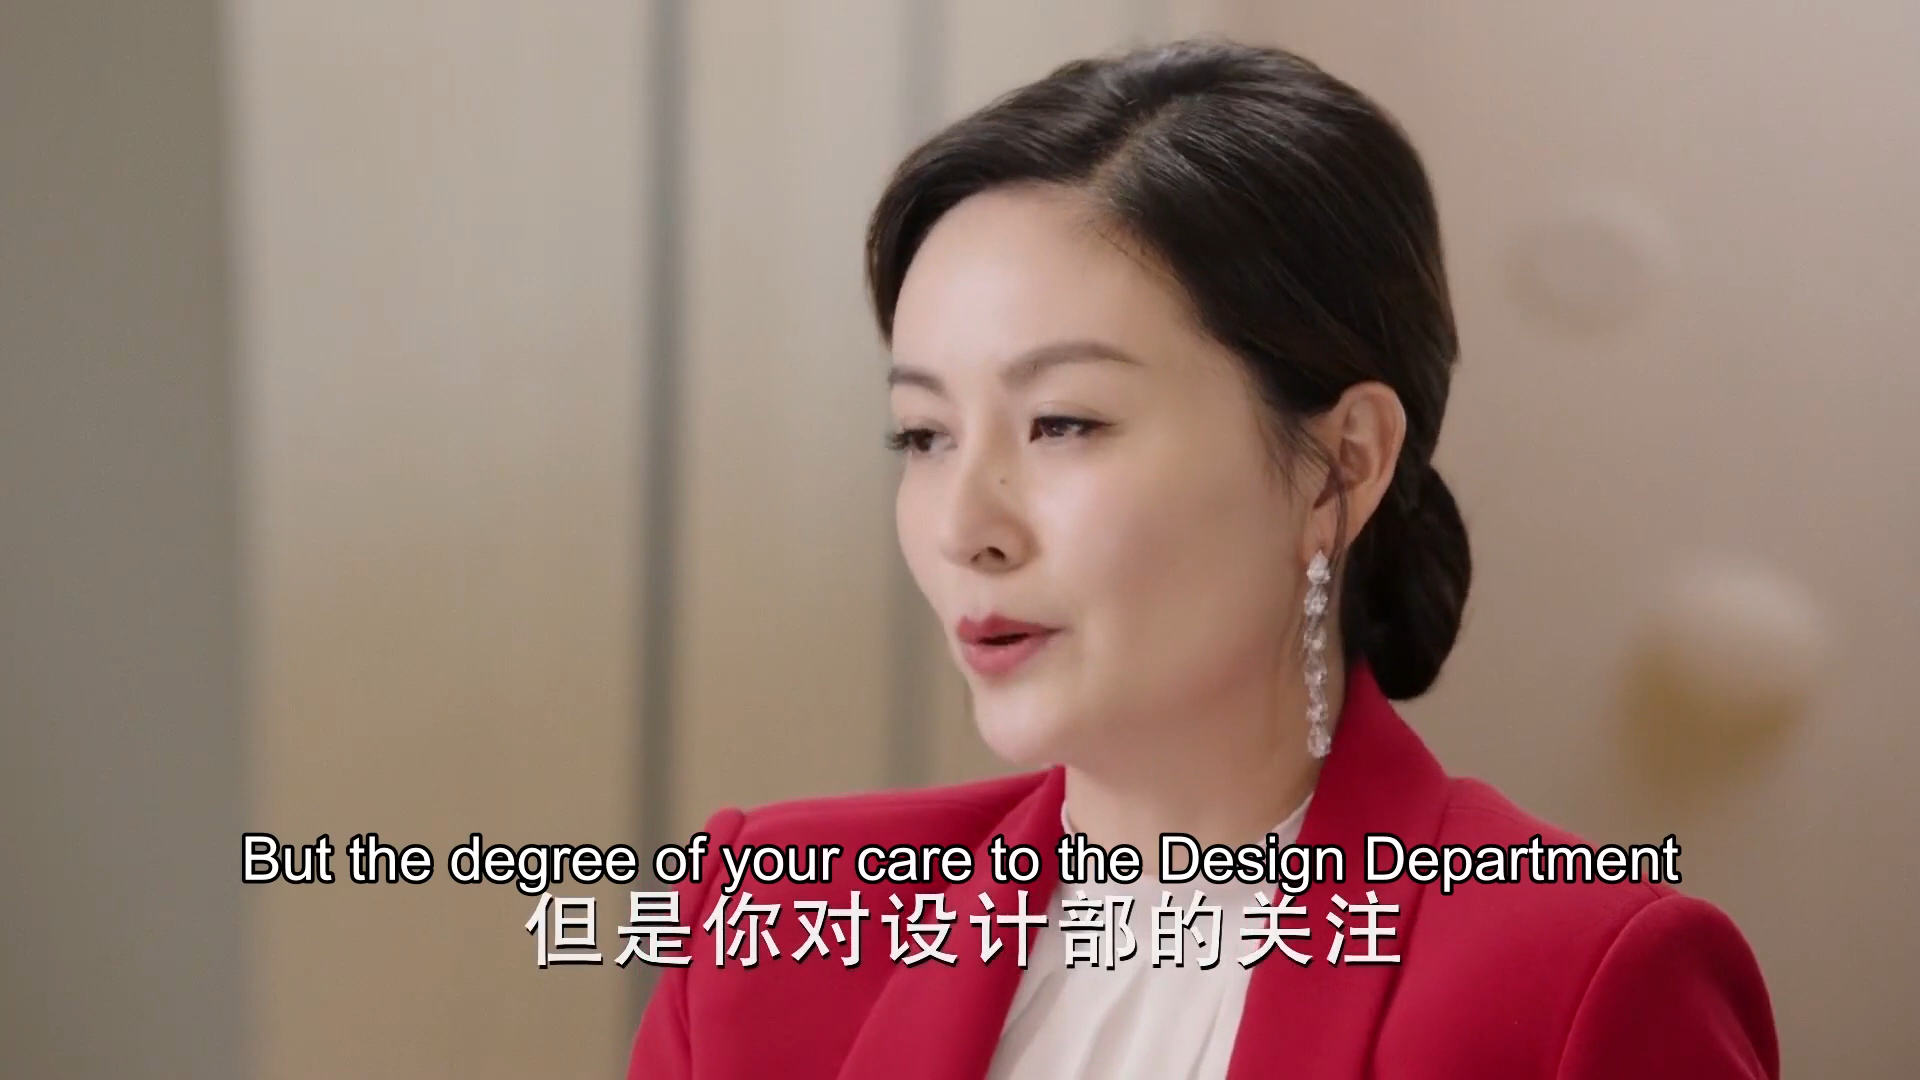 But the degree of your care to the Design Department
但是你对设计部的关注